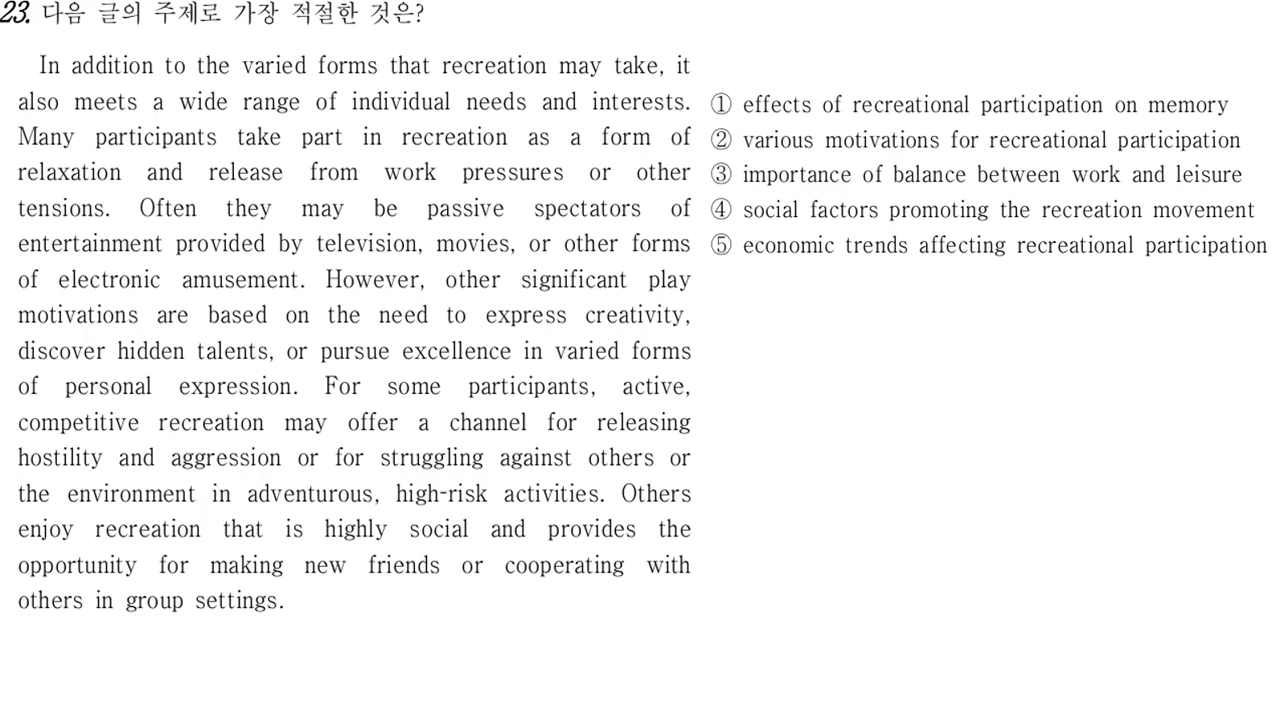 23. 다음 글의 주제로 가장 적절한 것은?
In addition to the varied forms that recreation may take, it
also meets a wide range of individual needs and interests.
Many participants take part in recreation as a form of
relaxation and release from work pressures or other
tensions. Often they may be passive spectators of
entertainment provided by television, movies, or other forms
of electronic amusement. However, other significant play
motivations are based on the need to express creativity,
discover hidden talents, or pursue excellence in varied forms
of personal expression. For some participants, active,
competitive recreation may offer a channel for releasing
hostility and aggression or for struggling against others or
the environment in adventurous, high-risk activities. Others
enjoy recreation that is highly social and provides the
opportunity for making new friends or cooperating with
others in group settings.
① effects of recreational participation on memory
② various motivations for recreational participation
③ importance of balance between work and leisure
④ social factors promoting the recreation movement
⑤ economic trends affecting recreational participation